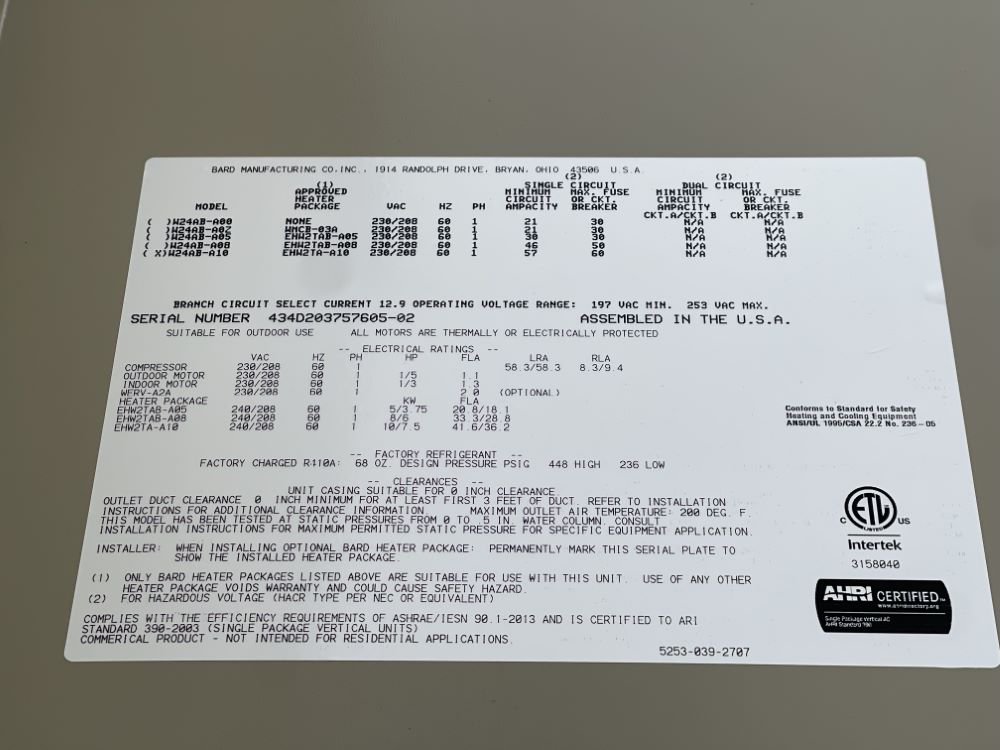 BARD MANUFACTURING CO.INC., 1914 RANDOLPH DRIVE, BRYAN, OHIO 43506 U.S.A.
(1) (2) (2)
APPROVED SINGLE CIRCUIT DUAL CIRCUIT
HEATER MINIMUM MAX. FUSE MINIMUM MAX. FUSE
MODEL PACKAGE VAC HZ PH CIRCUIT AMPACITY OR CKT. BREAKER CIRCUIT AMPACITY OR CKT. BREAKER
CKT.A/CKT.B CKT.A/CKT.B
( )W24AB-A00 NONE 230/208 60 1 21 30 N/A N/A
( )W24AB-A0Z WMCB-03A 230/208 60 1 21 30 N/A N/A
( )W24AB-A05 EHW2TAB-A05 230/208 60 1 30 30 N/A N/A
( )W24AB-A08 EHW2TAB-A08 230/208 60 1 46 50 N/A N/A
( X)W24AB-A10 EHW2TA-A10 230/208 60 1 57 60 N/A N/A
BRANCH CIRCUIT SELECT CURRENT 12.9 OPERATING VOLTAGE RANGE: 197 VAC MIN. 253 VAC MAX.
SERIAL NUMBER 434D203757605-02 ASSEMBLED IN THE U.S.A.
SUITABLE FOR OUTDOOR USE ALL MOTORS ARE THERMALLY OR ELECTRICALLY PROTECTED
-- ELECTRICAL RATINGS --
VAC HZ PH HP FLA LRA RLA
COMPRESSOR 230/208 60 1 58.3/58.3 8.3/9.4
OUTDOOR MOTOR 230/208 60 1 1/5 1.1
INDOOR MOTOR 230/208 60 1 1/3 1.3
WERV-A2A 230/208 60 1 2.0 (OPTIONAL)
HEATER PACKAGE KW FLA
EHW2TAB-A05 240/208 60 1 5/3.75 20.8/18.1
EHW2TAB-A08 240/208 60 1 8/6 33.3/28.8
EHW2TA-A10 240/208 60 1 10/7.5 41.6/36.2
Conforms to Standard for Safety
Heating and Cooling Equipment
ANSI/UL 1995/CSA 22.2 No. 236-05
-- FACTORY REFRIGERANT --
FACTORY CHARGED R410A: 68 OZ. DESIGN PRESSURE PSIG 448 HIGH 236 LOW
-- CLEARANCES --
UNIT CASING SUITABLE FOR 0 INCH CLEARANCE.
OUTLET DUCT CLEARANCE 0 INCH MINIMUM FOR AT LEAST FIRST 3 FEET OF DUCT. REFER TO INSTALLATION
INSTRUCTIONS FOR ADDITIONAL CLEARANCE INFORMATION. MAXIMUM OUTLET AIR TEMPERATURE: 200 DEG. F.
THIS MODEL HAS BEEN TESTED AT STATIC PRESSURES FROM 0 TO .5 IN. WATER COLUMN. CONSULT
INSTALLATION INSTRUCTIONS FOR MAXIMUM PERMITTED STATIC PRESSURE FOR SPECIFIC EQUIPMENT APPLICATION.
INSTALLER: WHEN INSTALLING OPTIONAL BARD HEATER PACKAGE: PERMANENTLY MARK THIS SERIAL PLATE TO
SHOW THE INSTALLED HEATER PACKAGE.
(1) ONLY BARD HEATER PACKAGES LISTED ABOVE ARE SUITABLE FOR USE WITH THIS UNIT. USE OF ANY OTHER
HEATER PACKAGE VOIDS WARRANTY AND COULD CAUSE SAFETY HAZARD.
(2) FOR HAZARDOUS VOLTAGE (HACR TYPE PER NEC OR EQUIVALENT)
COMPLIES WITH THE EFFICIENCY REQUIREMENTS OF ASHRAE/IESN 90.1-2013 AND IS CERTIFIED TO ARI
STANDARD 390-2003 (SINGLE PACKAGE VERTICAL UNITS)
COMMERICAL PRODUCT - NOT INTENDED FOR RESIDENTIAL APPLICATIONS.
5253-039-2707
C ETL US
LISTED
Intertek
3158040
AHRI CERTIFIED™
www.ahridirectory.org
Single Package Vertical AC
AHRI Standard 390